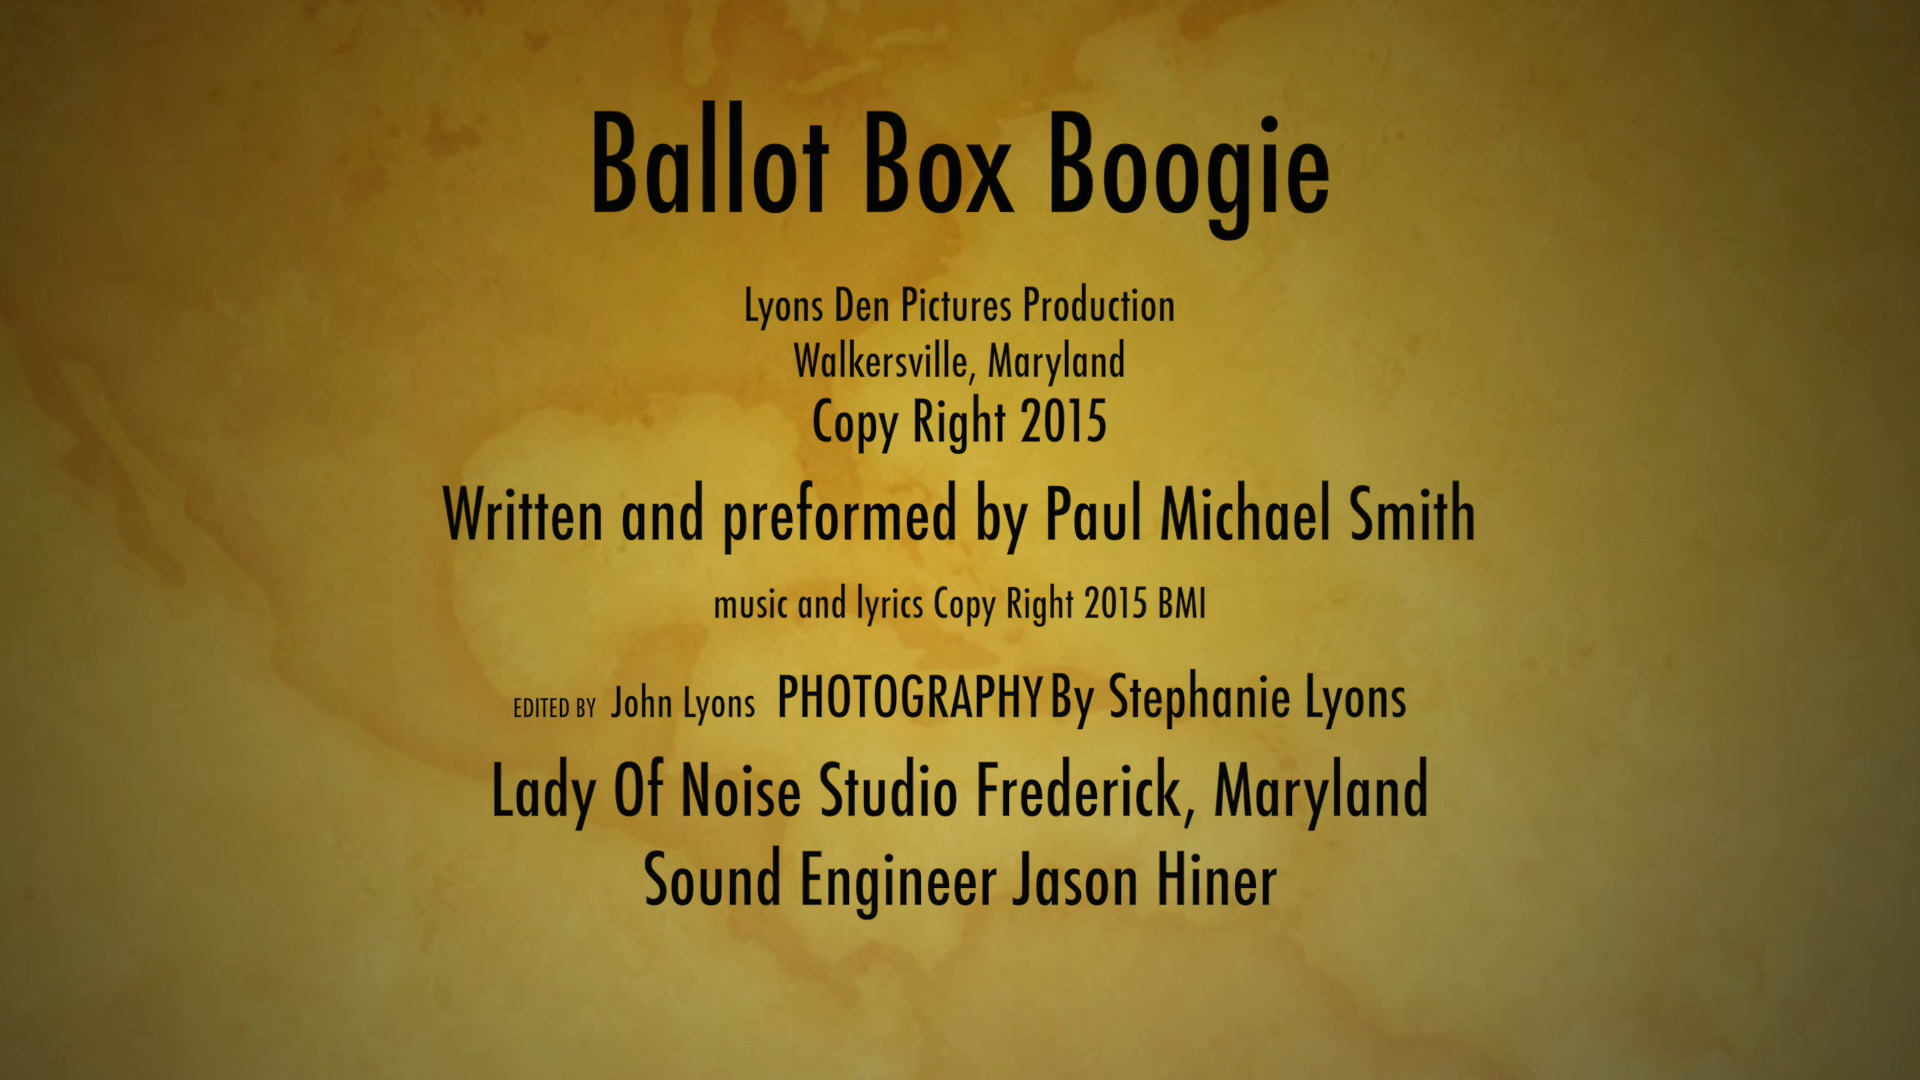 Ballot Box Boogie
Lyons Den Pictures Production
Walkersville, Maryland
Copy Right 2015
Written and preformed by Paul Michael Smith
music and lyrics Copy Right 2015 BMI
EDITED BY John Lyons PHOTOGRAPHY By Stephanie Lyons
Lady Of Noise Studio Frederick, Maryland
Sound Engineer Jason Hiner